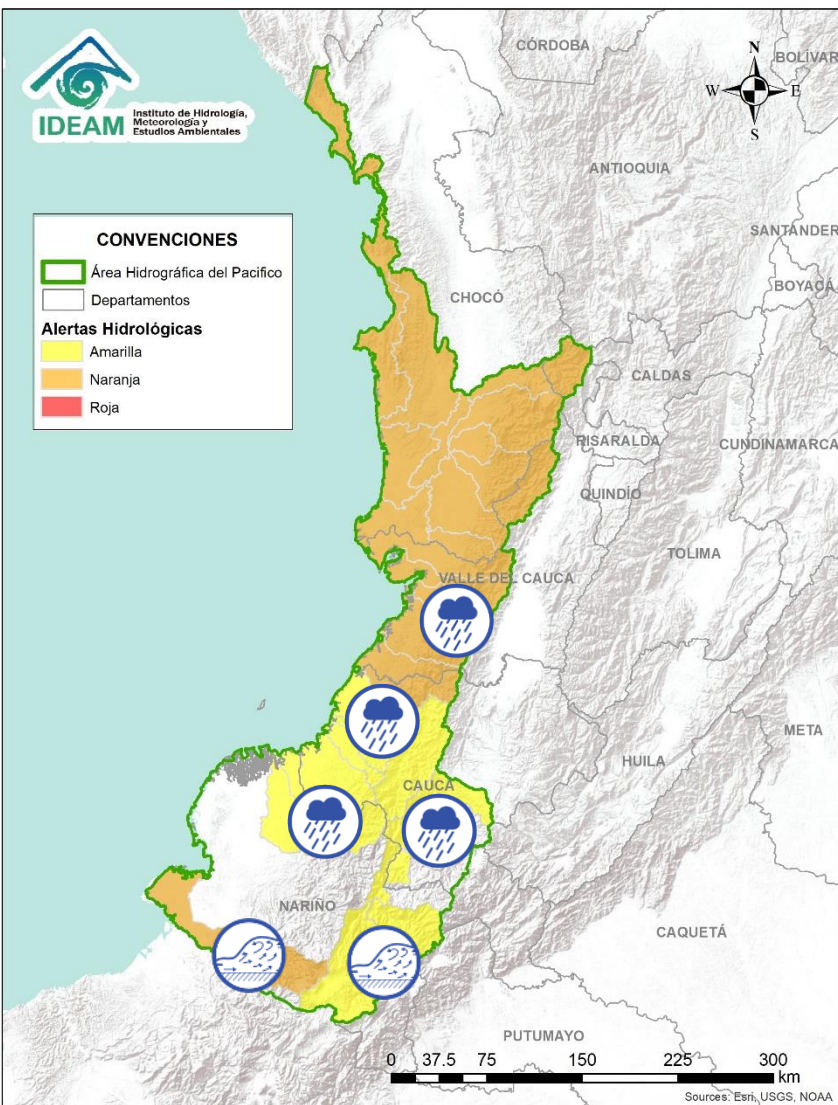 IDEAM
Instituto de Hidrología,
Meteorología y
Estudios Ambientales
CÓRDOBA
BOLÍVAR
N
W
E
S
ANTIOQUIA
SANTANDER
BOYACÁ
CONVENCIONES
Área Hidrográfica del Pacifico
Departamentos
Alertas Hidrológicas
Amarilla
Naranja
Roja
CHOCÓ
CALDAS
RISARALDA
CUNDINAMARCA
QUINDÍO
TOLIMA
VALLE DEL CAUCA
META
HUILA
CAUCA
NARIÑO
CAQUETÁ
PUTUMAYO
0 37.5 75 150 225 300
km
Sources: Esri, USGS, NOAA